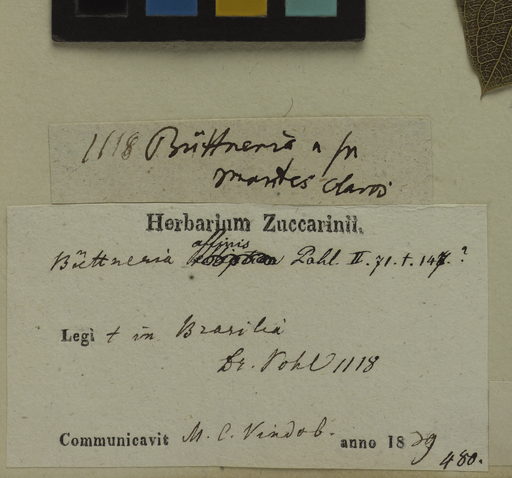 1118 Büttneria a fn
montes claros
Herbarium Zuccarinii.
affinis
Büttneria Pohl. II. 71. t. 147. ?
Legi t in Brasilia
Dr. Pohl 1118
Communicavit M. C. Vindob. anno 1839
480.